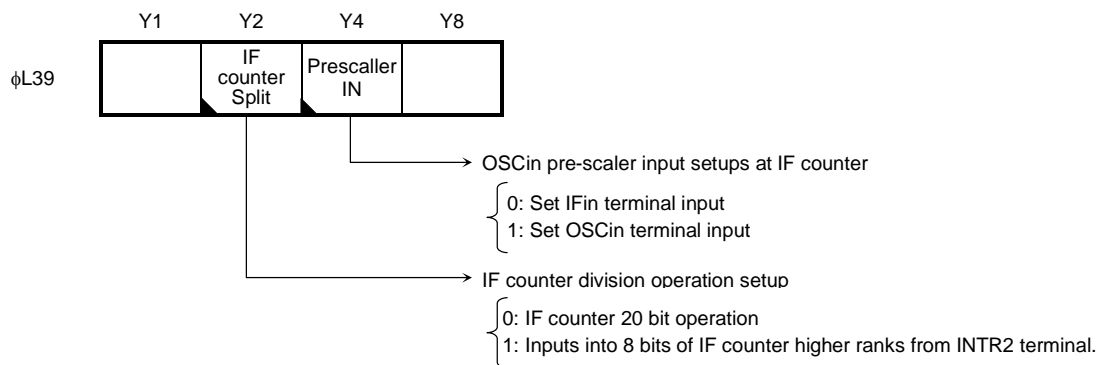 Y1 Y2 Y4 Y8
ϕL39
IF
counter
Split
Prescaller
IN
OSCin pre-scaler input setups at IF counter
0: Set IFin terminal input
1: Set OSCin terminal input
IF counter division operation setup
0: IF counter 20 bit operation
1: Inputs into 8 bits of IF counter higher ranks from INTR2 terminal.